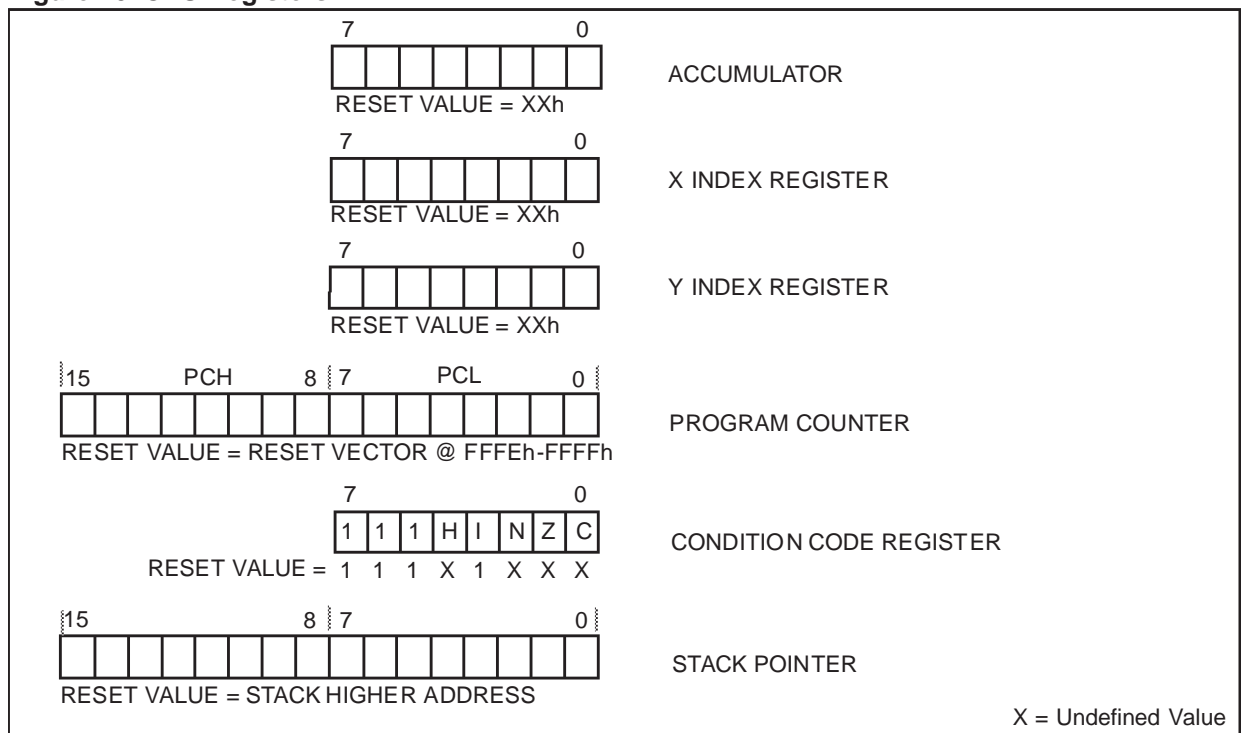 7 0
ACCUMULATOR
RESET VALUE = XXh
7 0
X INDEX REGISTER
RESET VALUE = XXh
7 0
Y INDEX REGISTER
RESET VALUE = XXh
15 PCH 8 7 PCL 0
PROGRAM COUNTER
RESET VALUE = RESET VECTOR @ FFFEh-FFFFh
7 0
1 1 1 H I N Z C
CONDITION CODE REGISTER
RESET VALUE = 1 1 1 X 1 X X X
15 8 7 0
STACK POINTER
RESET VALUE = STACK HIGHER ADDRESS
X = Undefined Value